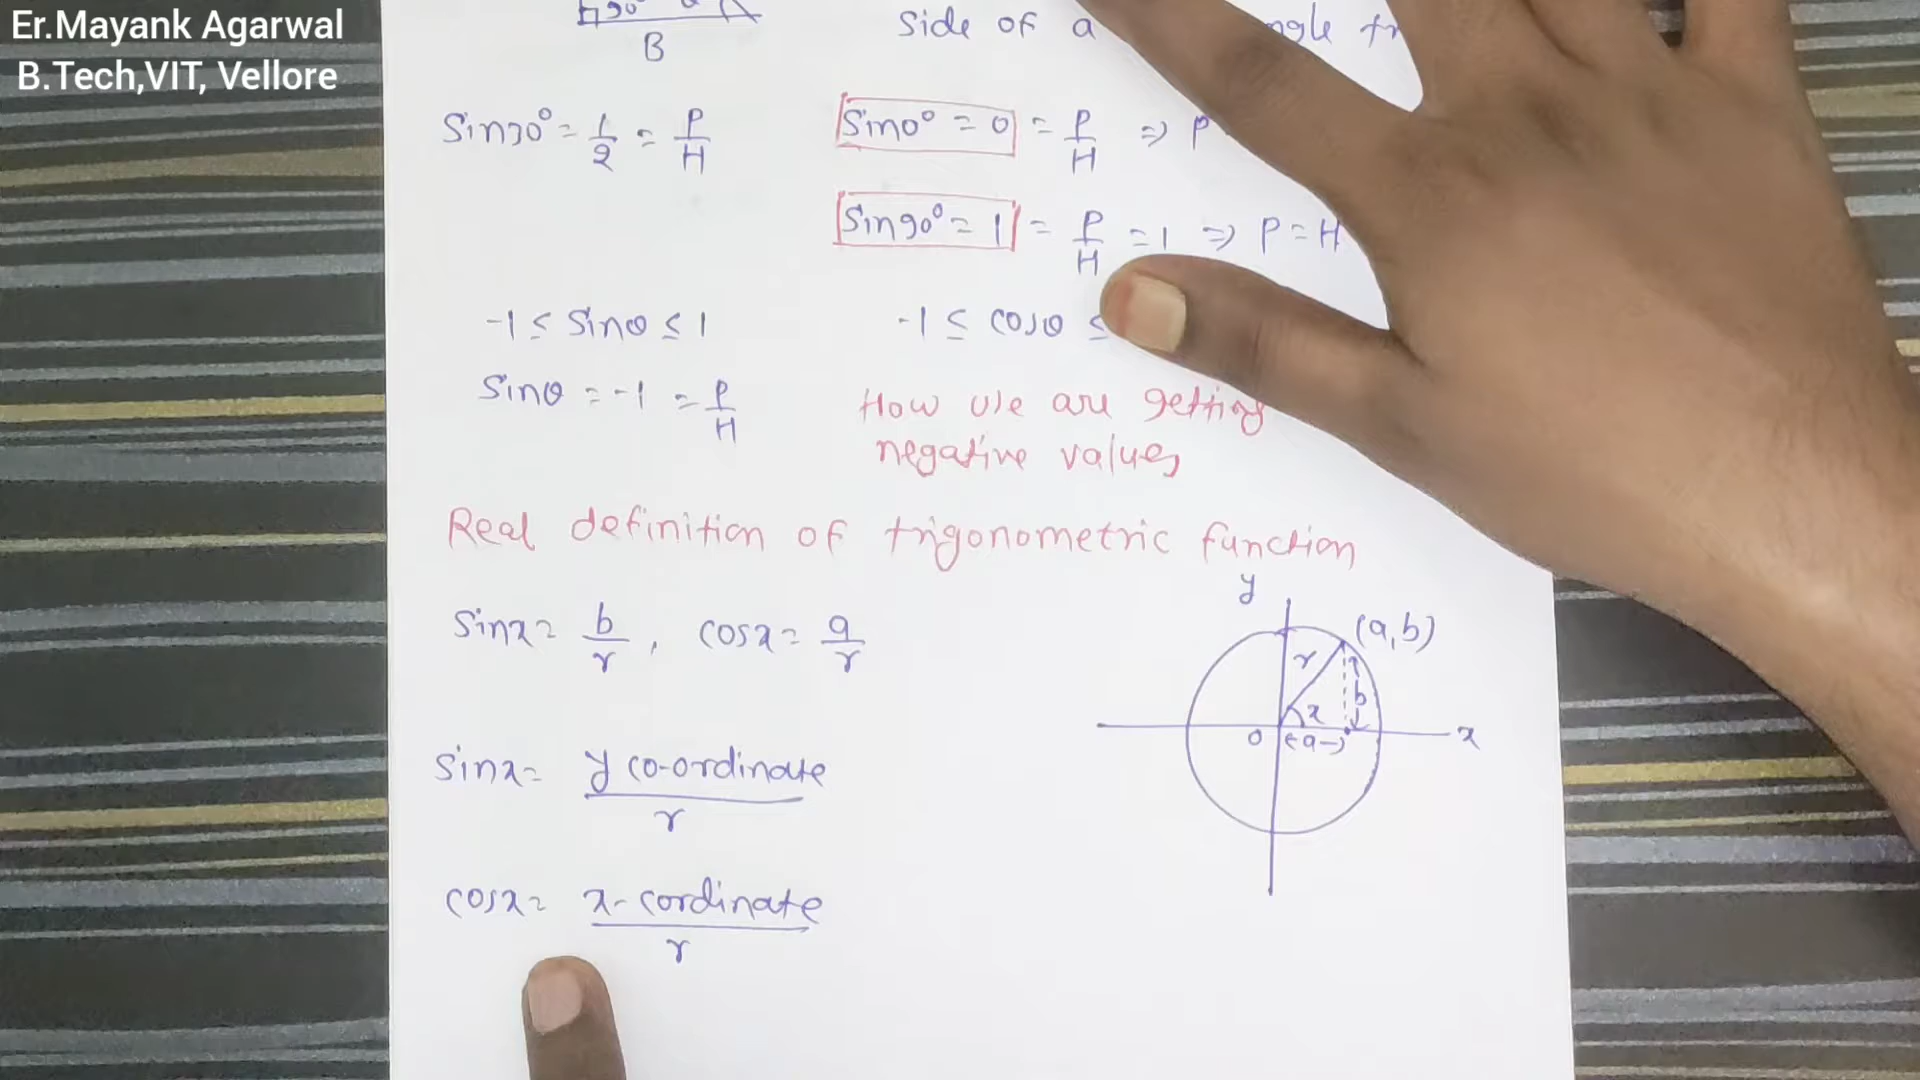 Er.Mayank Agarwal
B.Tech,VIT, Vellore
B
Side of a
Sin30° = 1/2 = P/H
Sin0° = 0 = P/H ⇒ P
Sin90° = 1 = P/H = 1 ⇒ P = H
-1 ≤ Sinθ ≤ 1
-1 ≤ cosθ ≤
Sinθ = -1 = P/H
How we are getting
negative values
Real definition of trigonometric function
Sinx = b/r , cosx = a/r
y
(a,b)
r
b
x
O
a
x
Sinx = y co-ordinate / r
cosx = x- cordinate / r